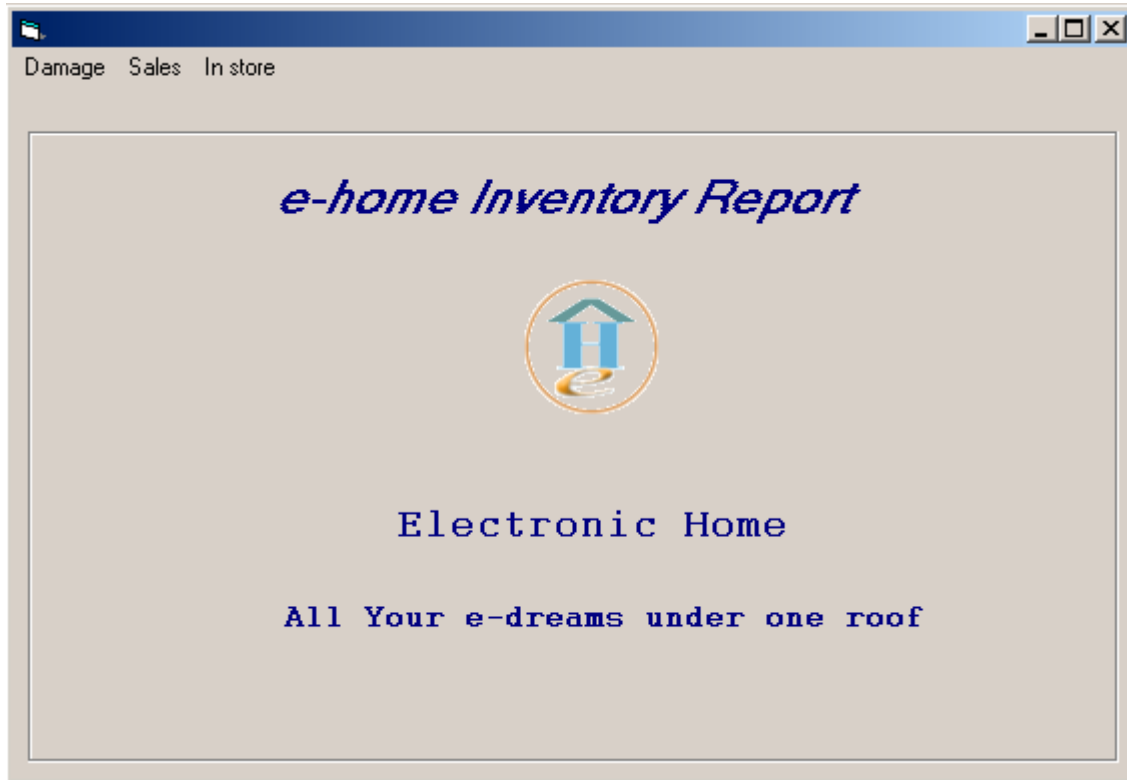 Damage Sales In store
e-home Inventory Report
H
e
Electronic Home
All Your e-dreams under one roof